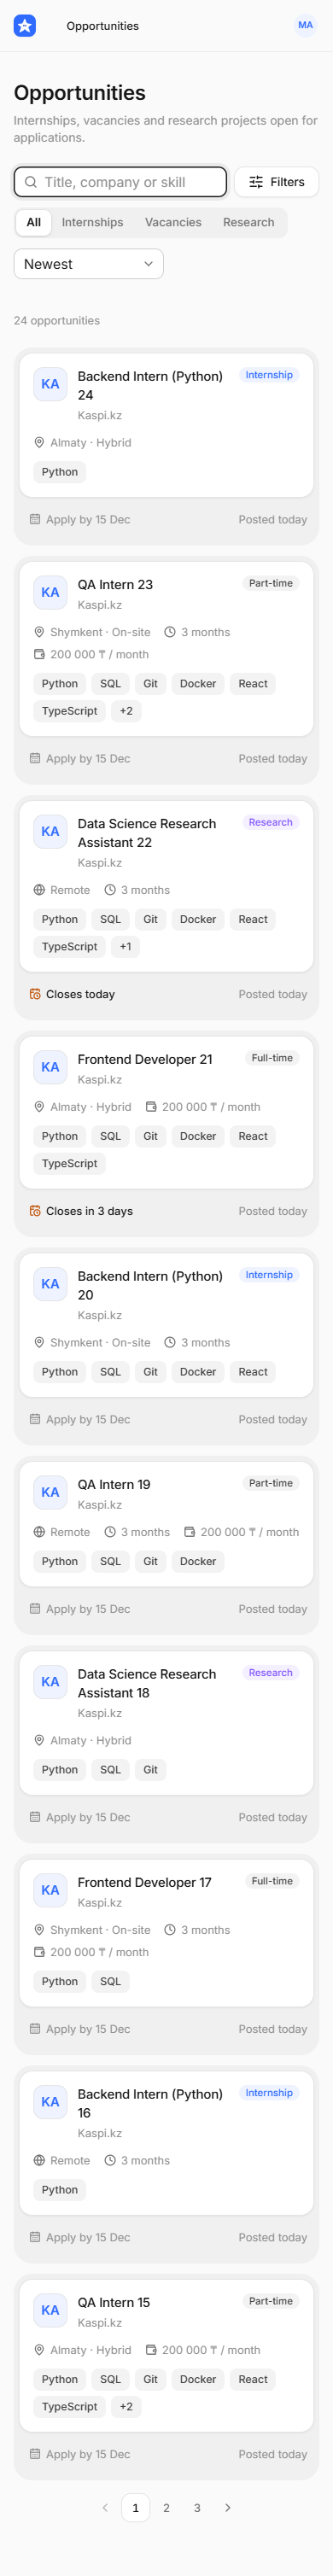 Opportunities
MA
Opportunities
Internships, vacancies and research projects open for
applications.
Title, company or skill
Filters
All Internships Vacancies Research
Newest
24 opportunities
KA
Backend Intern (Python)
24
Internship
Kaspi.kz
Almaty · Hybrid
Python
Apply by 15 Dec Posted today
KA
QA Intern 23
Part-time
Kaspi.kz
Shymkent · On-site 3 months
200 000 ₸ / month
Python SQL Git Docker React
TypeScript +2
Apply by 15 Dec Posted today
KA
Data Science Research
Assistant 22
Research
Kaspi.kz
Remote 3 months
Python SQL Git Docker React
TypeScript +1
Closes today Posted today
KA
Frontend Developer 21
Full-time
Kaspi.kz
Almaty · Hybrid 200 000 ₸ / month
Python SQL Git Docker React
TypeScript
Closes in 3 days Posted today
KA
Backend Intern (Python)
20
Internship
Kaspi.kz
Shymkent · On-site 3 months
Python SQL Git Docker React
Apply by 15 Dec Posted today
KA
QA Intern 19
Part-time
Kaspi.kz
Remote 3 months 200 000 ₸ / month
Python SQL Git Docker
Apply by 15 Dec Posted today
KA
Data Science Research
Assistant 18
Research
Kaspi.kz
Almaty · Hybrid
Python SQL Git
Apply by 15 Dec Posted today
KA
Frontend Developer 17
Full-time
Kaspi.kz
Shymkent · On-site 3 months
200 000 ₸ / month
Python SQL
Apply by 15 Dec Posted today
KA
Backend Intern (Python)
16
Internship
Kaspi.kz
Remote 3 months
Python
Apply by 15 Dec Posted today
KA
QA Intern 15
Part-time
Kaspi.kz
Almaty · Hybrid 200 000 ₸ / month
Python SQL Git Docker React
TypeScript +2
Apply by 15 Dec Posted today
1 2 3